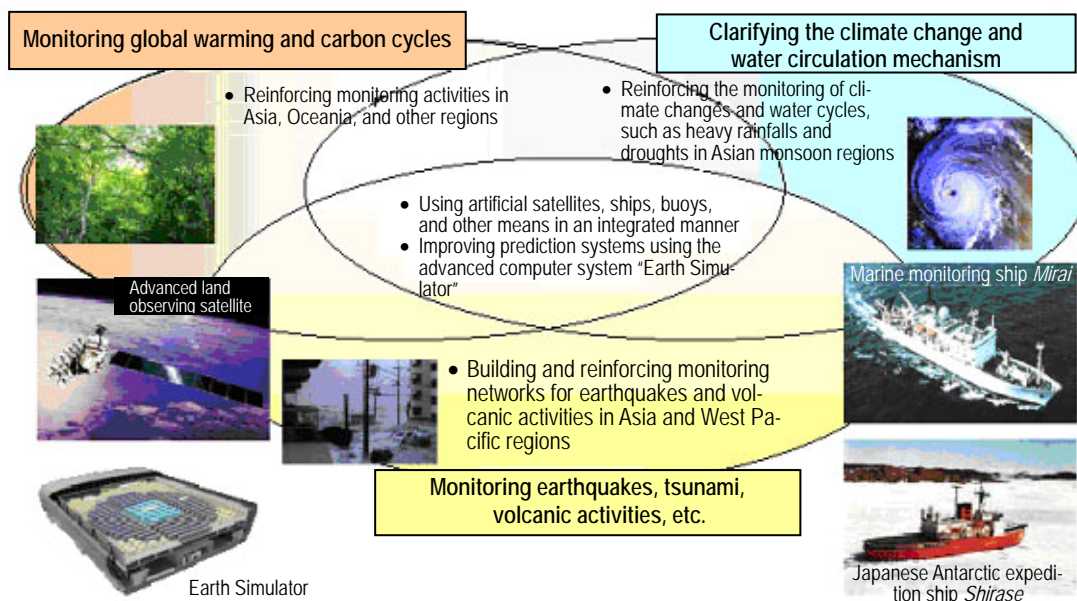 Monitoring global warming and carbon cycles
Clarifying the climate change and
water circulation mechanism
• Reinforcing monitoring activities in
Asia, Oceania, and other regions
• Reinforcing the monitoring of cli-
mate changes and water cycles,
such as heavy rainfalls and
droughts in Asian monsoon regions
• Using artificial satellites, ships, buoys,
and other means in an integrated manner
• Improving prediction systems using the
advanced computer system “Earth Simu-
lator”
Advanced land
observing satellite
Marine monitoring ship Mirai
• Building and reinforcing monitoring
networks for earthquakes and vol-
canic activities in Asia and West Pa-
cific regions
Monitoring earthquakes, tsunami,
volcanic activities, etc.
Earth Simulator
Japanese Antarctic expedi-
tion ship Shirase